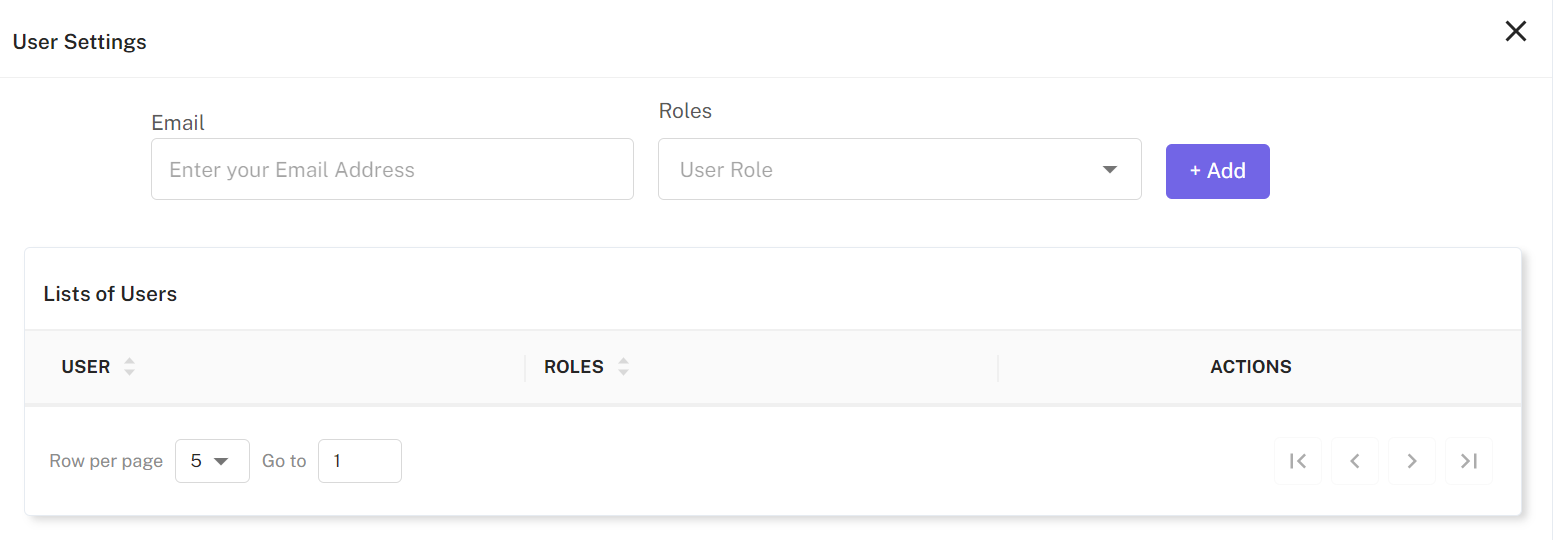 User Settings
Email
Roles
Enter your Email Address
User Role
+ Add
Lists of Users
USER
ROLES
ACTIONS
Row per page 5 Go to 1